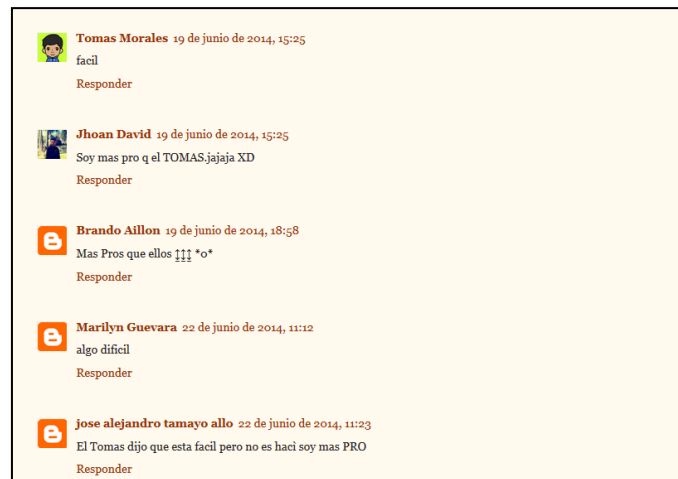 Tomas Morales 19 de junio de 2014, 15:25
facil
Responder
Jhoan David 19 de junio de 2014, 15:25
Soy mas pro q el TOMAS.jajaja XD
Responder
Brando Aillon 19 de junio de 2014, 18:58
Mas Pros que ellos ↨↨↨ *o*
Responder
Marilyn Guevara 22 de junio de 2014, 11:12
algo dificil
Responder
jose alejandro tamayo allo 22 de junio de 2014, 11:23
El Tomas dijo que esta facil pero no es haci soy mas PRO
Responder